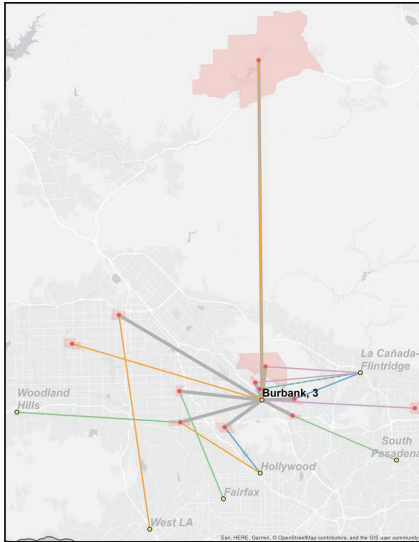 La Cañada-
Flintridge
Burbank, 3
Woodland
Hills
South
Pasadena
Hollywood
Fairfax
West LA
Esri, HERE, Garmin, © OpenStreetMap contributors, and the GIS user community